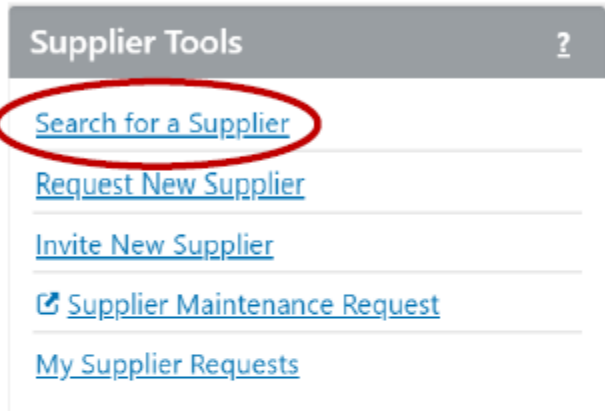 Supplier Tools ?
Search for a Supplier
Request New Supplier
Invite New Supplier
Supplier Maintenance Request
My Supplier Requests